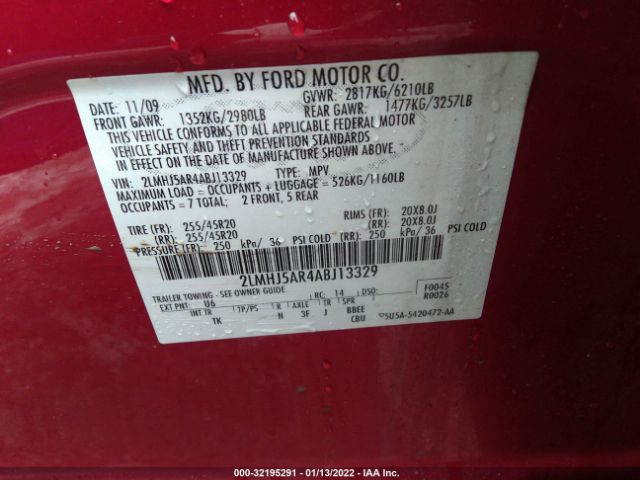 MFD. BY FORD MOTOR CO.
DATE: 11/09 GVWR: 2817KG/6210LB
FRONT GAWR: 1352KG/2980LB REAR GAWR: 1477KG/3257LB
THIS VEHICLE CONFORMS TO ALL APPLICABLE FEDERAL MOTOR
VEHICLE SAFETY AND THEFT PREVENTION STANDARDS
IN EFFECT ON THE DATE OF MANUFACTURE SHOWN ABOVE.
VIN: 2LMHJ5AR4ABJ13329 TYPE: MPV
MAXIMUM LOAD = OCCUPANTS + LUGGAGE = 526KG/1160LB
OCCUPANTS = 7 TOTAL; 2 FRONT, 5 REAR
TIRE (FR): 255/45R20 RIMS (FR): 20X8.0J
(RR): 255/45R20 (RR): 20X8.0J
PRESSURE (FR): 250 kPa/ 36 PSI COLD (RR): 250 kPa/ 36 PSI COLD
2LMHJ5AR4ABJ13329
TRAILER TOWING - SEE OWNER GUIDE
EXT PNT: U6 RC: 14 DSO: F0045
R0026
INT TR TP/PS R AXLE TR SPR
TK N 3F J BBEE
CBU 5U5A-5420472-AA
000-32195291 - 01/13/2022 - IAA Inc.